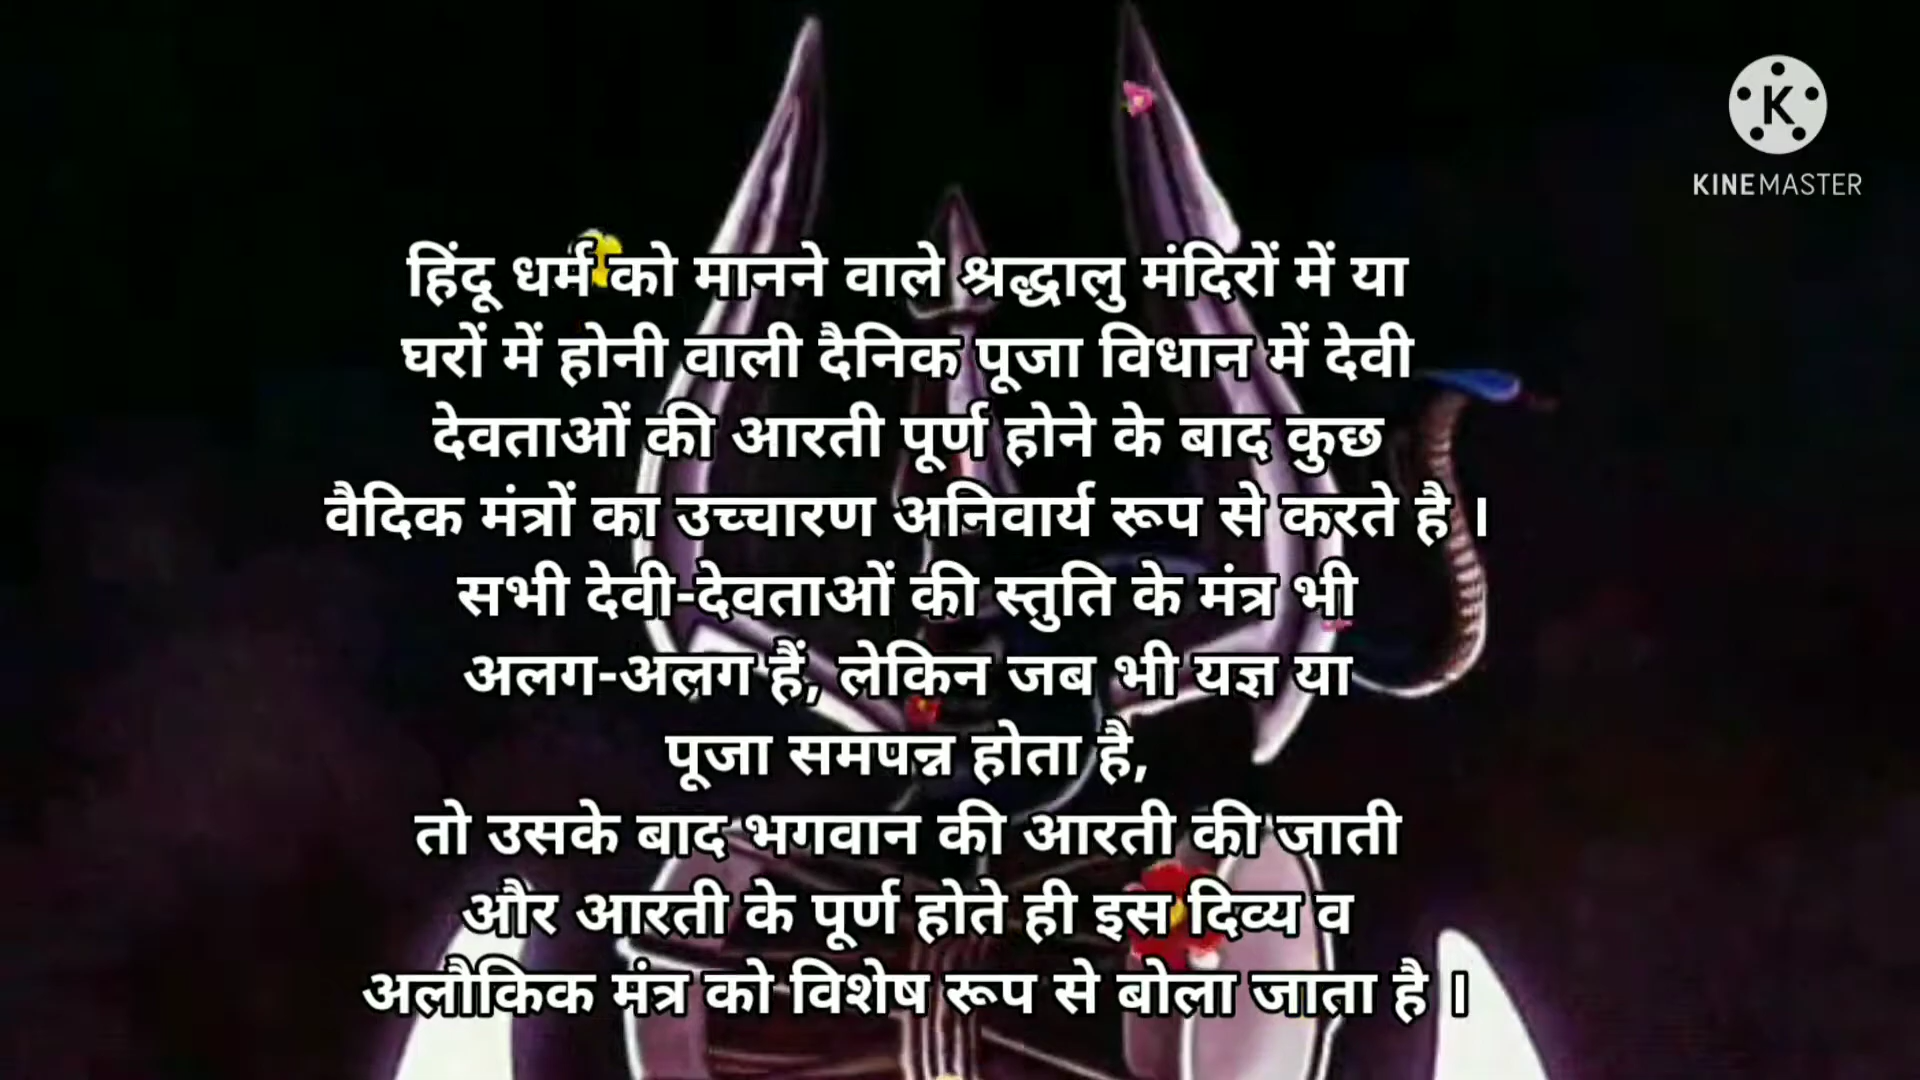 K
KINEMASTER
हिंदू धर्म को मानने वाले श्रद्धालु मंदिरों में या
घरों में होनी वाली दैनिक पूजा विधान में देवी
देवताओं की आरती पूर्ण होने के बाद कुछ
वैदिक मंत्रों का उच्चारण अनिवार्य रूप से करते है ।
सभी देवी-देवताओं की स्तुति के मंत्र भी
अलग-अलग हैं, लेकिन जब भी यज्ञ या
पूजा समपन्न होता है,
तो उसके बाद भगवान की आरती की जाती
और आरती के पूर्ण होते ही इस दिव्य व
अलौकिक मंत्र को विशेष रूप से बोला जाता है ।